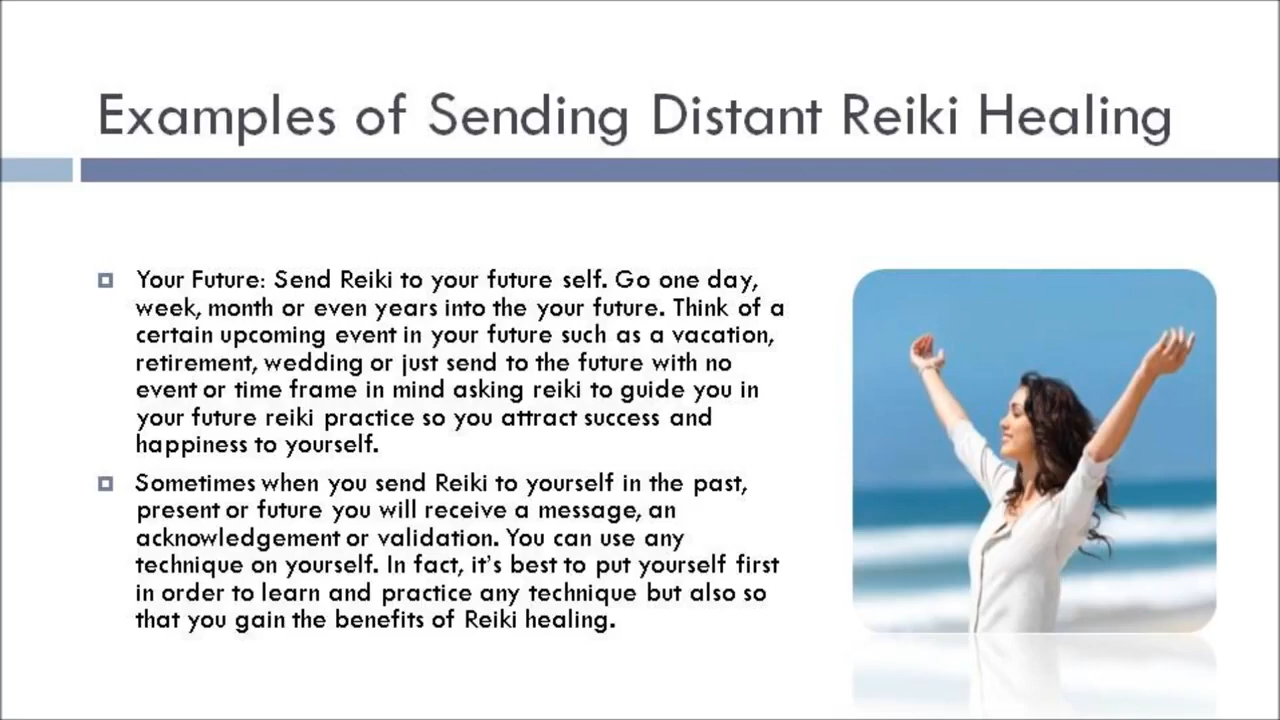 Examples of Sending Distant Reiki Healing
Your Future: Send Reiki to your future self. Go one day,
week, month or even years into the your future. Think of a
certain upcoming event in your future such as a vacation,
retirement, wedding or just send to the future with no
event or time frame in mind asking reiki to guide you in
your future reiki practice so you attract success and
happiness to yourself.
Sometimes when you send Reiki to yourself in the past,
present or future you will receive a message, an
acknowledgement or validation. You can use any
technique on yourself. In fact, it's best to put yourself first
in order to learn and practice any technique but also so
that you gain the benefits of Reiki healing.